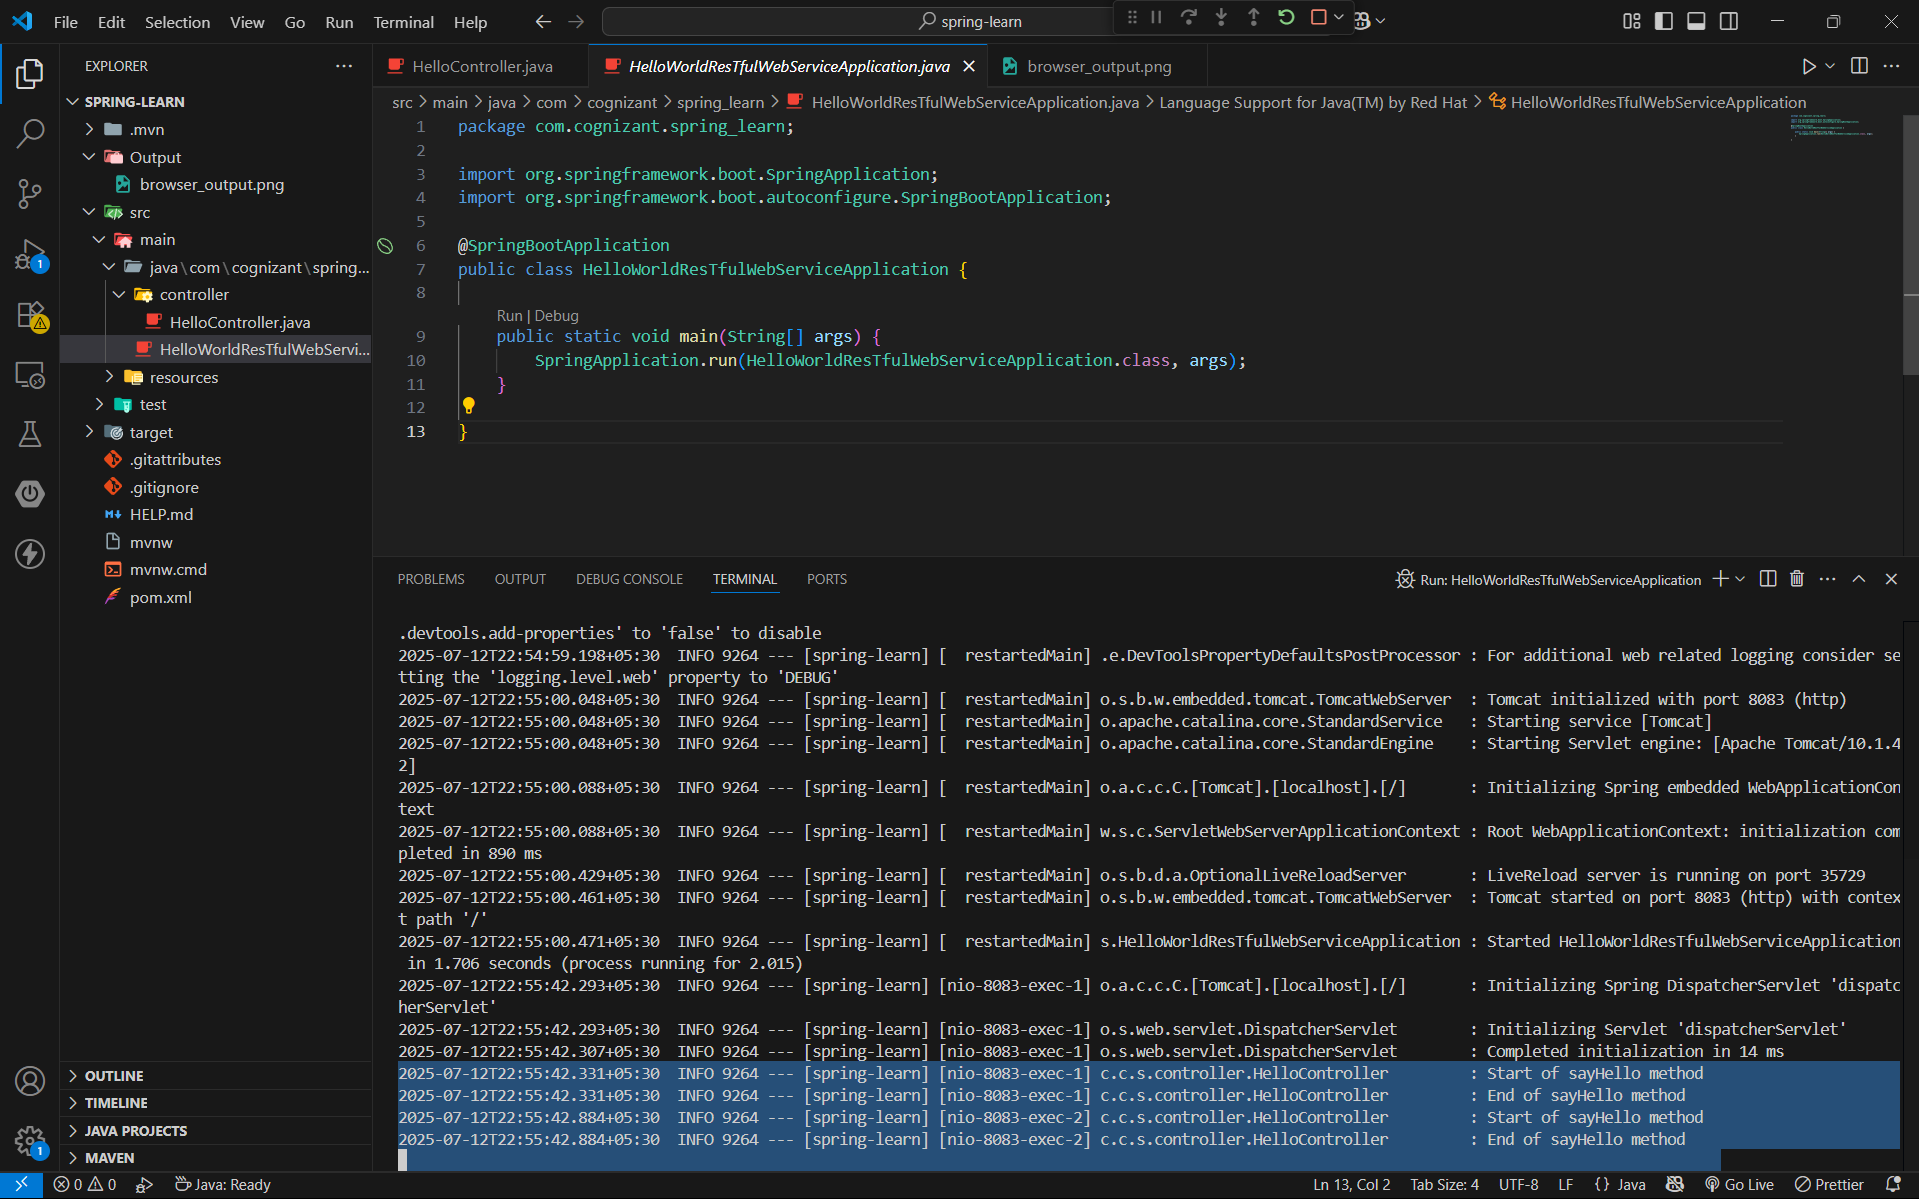 File Edit Selection View Go Run Terminal Help
spring-learn
EXPLORER
SPRING-LEARN
.mvn
Output
browser_output.png
src
main
java\com\cognizant\spring...
controller
HelloController.java
HelloWorldResTfulWebServi...
resources
test
target
.gitattributes
.gitignore
HELP.md
mvnw
mvnw.cmd
pom.xml
OUTLINE
TIMELINE
JAVA PROJECTS
MAVEN
1
1
HelloController.java
HelloWorldResTfulWebServiceApplication.java
browser_output.png
src > main > java > com > cognizant > spring_learn > HelloWorldResTfulWebServiceApplication.java > Language Support for Java(TM) by Red Hat > HelloWorldResTfulWebServiceApplication
1 package com.cognizant.spring_learn;
2
3 import org.springframework.boot.SpringApplication;
4 import org.springframework.boot.autoconfigure.SpringBootApplication;
5
6 @SpringBootApplication
7 public class HelloWorldResTfulWebServiceApplication {
8
Run | Debug
9 public static void main(String[] args) {
10 SpringApplication.run(HelloWorldResTfulWebServiceApplication.class, args);
11 }
12
13 }
PROBLEMS OUTPUT DEBUG CONSOLE TERMINAL PORTS
Run: HelloWorldResTfulWebServiceApplication
.devtools.add-properties' to 'false' to disable
2025-07-12T22:54:59.198+05:30  INFO 9264 --- [spring-learn] [  restartedMain] .e.DevToolsPropertyDefaultsPostProcessor : For additional web related logging consider se
tting the 'logging.level.web' property to 'DEBUG'
2025-07-12T22:55:00.048+05:30  INFO 9264 --- [spring-learn] [  restartedMain] o.s.b.w.embedded.tomcat.TomcatWebServer  : Tomcat initialized with port 8083 (http)
2025-07-12T22:55:00.048+05:30  INFO 9264 --- [spring-learn] [  restartedMain] o.apache.catalina.core.StandardService   : Starting service [Tomcat]
2025-07-12T22:55:00.048+05:30  INFO 9264 --- [spring-learn] [  restartedMain] o.apache.catalina.core.StandardEngine    : Starting Servlet engine: [Apache Tomcat/10.1.4
2]
2025-07-12T22:55:00.088+05:30  INFO 9264 --- [spring-learn] [  restartedMain] o.a.c.c.C.[Tomcat].[localhost].[/]       : Initializing Spring embedded WebApplicationCon
text
2025-07-12T22:55:00.088+05:30  INFO 9264 --- [spring-learn] [  restartedMain] w.s.c.ServletWebServerApplicationContext : Root WebApplicationContext: initialization com
pleted in 890 ms
2025-07-12T22:55:00.429+05:30  INFO 9264 --- [spring-learn] [  restartedMain] o.s.b.d.a.OptionalLiveReloadServer       : LiveReload server is running on port 35729
2025-07-12T22:55:00.461+05:30  INFO 9264 --- [spring-learn] [  restartedMain] o.s.b.w.embedded.tomcat.TomcatWebServer  : Tomcat started on port 8083 (http) with contex
t path '/'
2025-07-12T22:55:00.471+05:30  INFO 9264 --- [spring-learn] [  restartedMain] s.HelloWorldResTfulWebServiceApplication : Started HelloWorldResTfulWebServiceApplication
in 1.706 seconds (process running for 2.015)
2025-07-12T22:55:42.293+05:30  INFO 9264 --- [spring-learn] [nio-8083-exec-1] o.a.c.c.C.[Tomcat].[localhost].[/]       : Initializing Spring DispatcherServlet 'dispatc
herServlet'
2025-07-12T22:55:42.293+05:30  INFO 9264 --- [spring-learn] [nio-8083-exec-1] o.s.web.servlet.DispatcherServlet        : Initializing Servlet 'dispatcherServlet'
2025-07-12T22:55:42.307+05:30  INFO 9264 --- [spring-learn] [nio-8083-exec-1] o.s.web.servlet.DispatcherServlet        : Completed initialization in 14 ms
2025-07-12T22:55:42.331+05:30  INFO 9264 --- [spring-learn] [nio-8083-exec-1] c.c.s.controller.HelloController         : Start of sayHello method
2025-07-12T22:55:42.331+05:30  INFO 9264 --- [spring-learn] [nio-8083-exec-1] c.c.s.controller.HelloController         : End of sayHello method
2025-07-12T22:55:42.884+05:30  INFO 9264 --- [spring-learn] [nio-8083-exec-2] c.c.s.controller.HelloController         : Start of sayHello method
2025-07-12T22:55:42.884+05:30  INFO 9264 --- [spring-learn] [nio-8083-exec-2] c.c.s.controller.HelloController         : End of sayHello method
0 0 Java: Ready Ln 13, Col 2 Tab Size: 4 UTF-8 LF {} Java Go Live Prettier